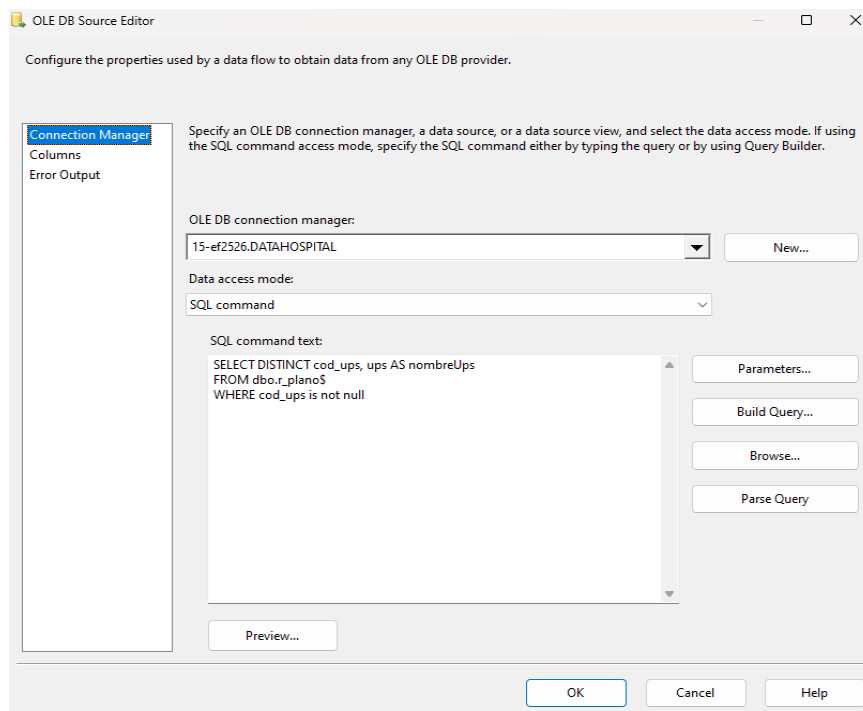 OLE DB Source Editor
Configure the properties used by a data flow to obtain data from any OLE DB provider.
Connection Manager
Columns
Error Output
Specify an OLE DB connection manager, a data source, or a data source view, and select the data access mode. If using
the SQL command access mode, specify the SQL command either by typing the query or by using Query Builder.
OLE DB connection manager:
15-ef2526.DATAHOSPITAL
New...
Data access mode:
SQL command
SQL command text:
SELECT DISTINCT cod_ups, ups AS nombreUps
FROM dbo.r_plano$
WHERE cod_ups is not null
Parameters...
Build Query...
Browse...
Parse Query
Preview...
OK
Cancel
Help